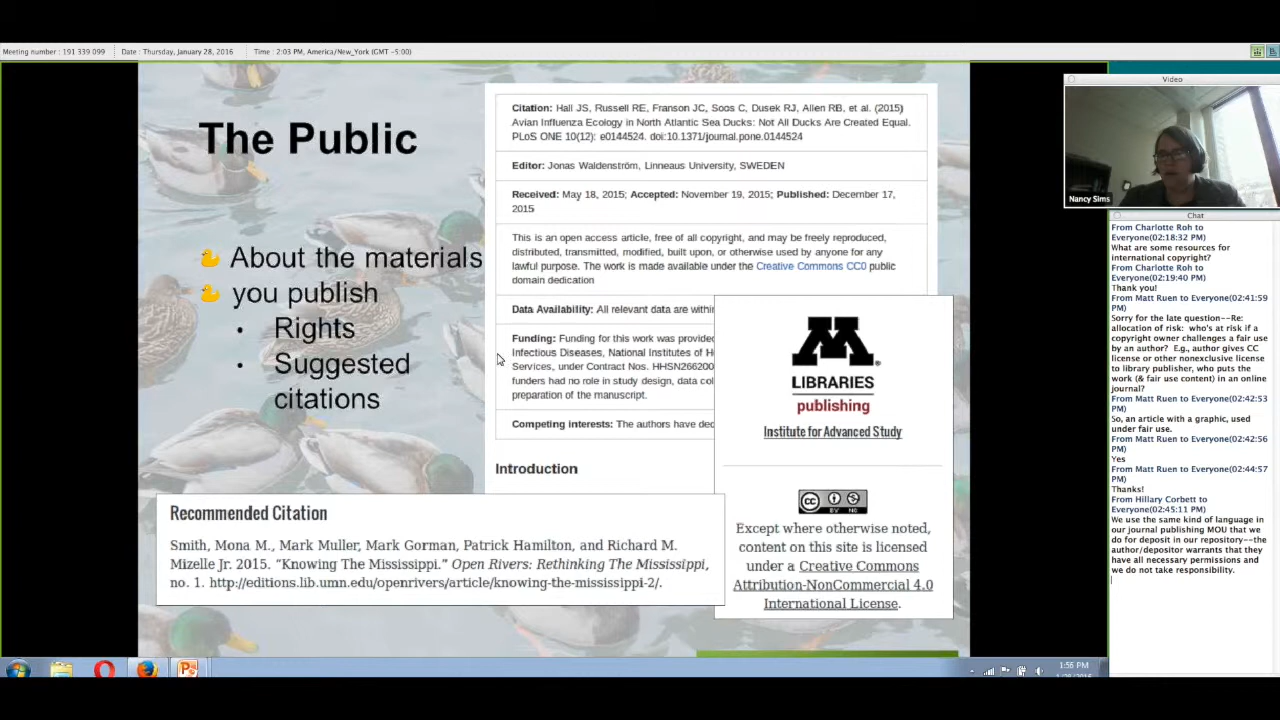 Meeting number : 191 339 099
Date : Thursday, January 28, 2016
Time : 2:03 PM, America/New_York (GMT -5:00)
The Public
About the materials
you publish
• Rights
• Suggested
citations
Citation: Hall JS, Russell RE, Franson JC, Soos C, Dusek RJ, Allen RB, et al. (2015)
Avian Influenza Ecology in North Atlantic Sea Ducks: Not All Ducks Are Created Equal.
PLoS ONE 10(12): e0144524. doi:10.1371/journal.pone.0144524
Editor: Jonas Waldenström, Linneaus University, SWEDEN
Received: May 18, 2015; Accepted: November 19, 2015; Published: December 17,
2015
This is an open access article, free of all copyright, and may be freely reproduced,
distributed, transmitted, modified, built upon, or otherwise used by anyone for any
lawful purpose. The work is made available under the Creative Commons CC0 public
domain dedication
Data Availability: All relevant data are within
Funding: Funding for this work was provided
Infectious Diseases, National Institutes of H
Services, under Contract Nos. HHSN266200
funders had no role in study design, data col
preparation of the manuscript.
Competing interests: The authors have dec
Introduction
M
LIBRARIES
publishing
Institute for Advanced Study
cc BY NC
Except where otherwise noted,
content on this site is licensed
under a Creative Commons
Attribution-NonCommercial 4.0
International License.
Recommended Citation
Smith, Mona M., Mark Muller, Mark Gorman, Patrick Hamilton, and Richard M.
Mizelle Jr. 2015. “Knowing The Mississippi.” Open Rivers: Rethinking The Mississippi,
no. 1. http://editions.lib.umn.edu/openrivers/article/knowing-the-mississippi-2/.
Video
Nancy Sims
Chat
From Charlotte Roh to
Everyone(02:18:32 PM)
What are some resources for
international copyright?
From Charlotte Roh to
Everyone(02:19:40 PM)
Thank you!
From Matt Ruen to Everyone(02:41:59
PM)
Sorry for the late question--Re:
allocation of risk: who's at risk if a
copyright owner challenges a fair use
by an author? E.g., author gives CC
license or other nonexclusive license
to library publisher, who puts the
work (& fair use content) in an online
journal?
From Matt Ruen to Everyone(02:42:53
PM)
So, an article with a graphic, used
under fair use.
From Matt Ruen to Everyone(02:42:56
PM)
Yes
From Matt Ruen to Everyone(02:44:57
PM)
Thanks!
From Hillary Corbett to
Everyone(02:45:11 PM)
We use the same kind of language in
our journal publishing MOU that we
do for deposit in our repository--the
author/depositor warrants that they
have all necessary permissions and
we do not take responsibility.
1:56 PM